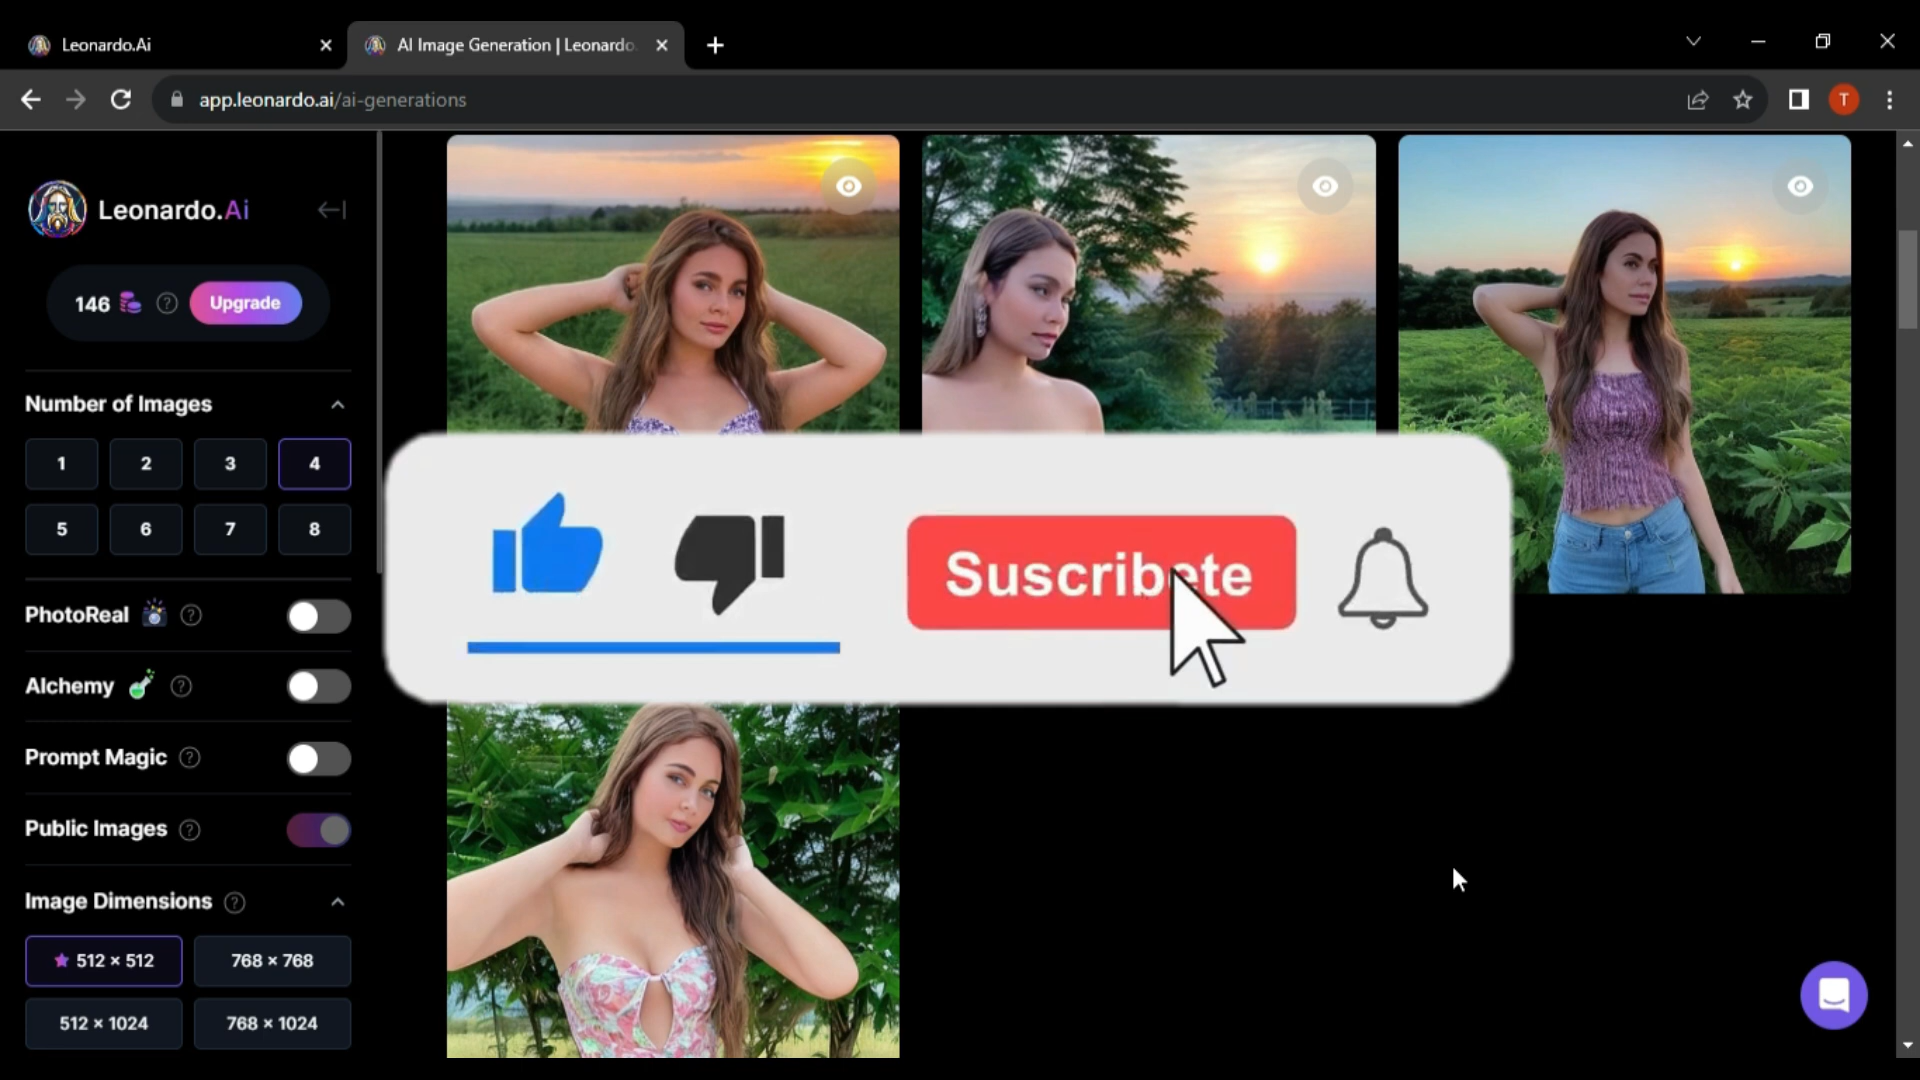 Leonardo.Ai
AI Image Generation | Leonardo.
app.leonardo.ai/ai-generations
T
Leonardo.Ai
146 ? Upgrade
Number of Images
1 2 3 4
5 6 7 8
PhotoReal ?
Alchemy ?
Prompt Magic ?
Public Images ?
Image Dimensions ?
512 × 512 768 × 768
512 × 1024 768 × 1024
Suscribete